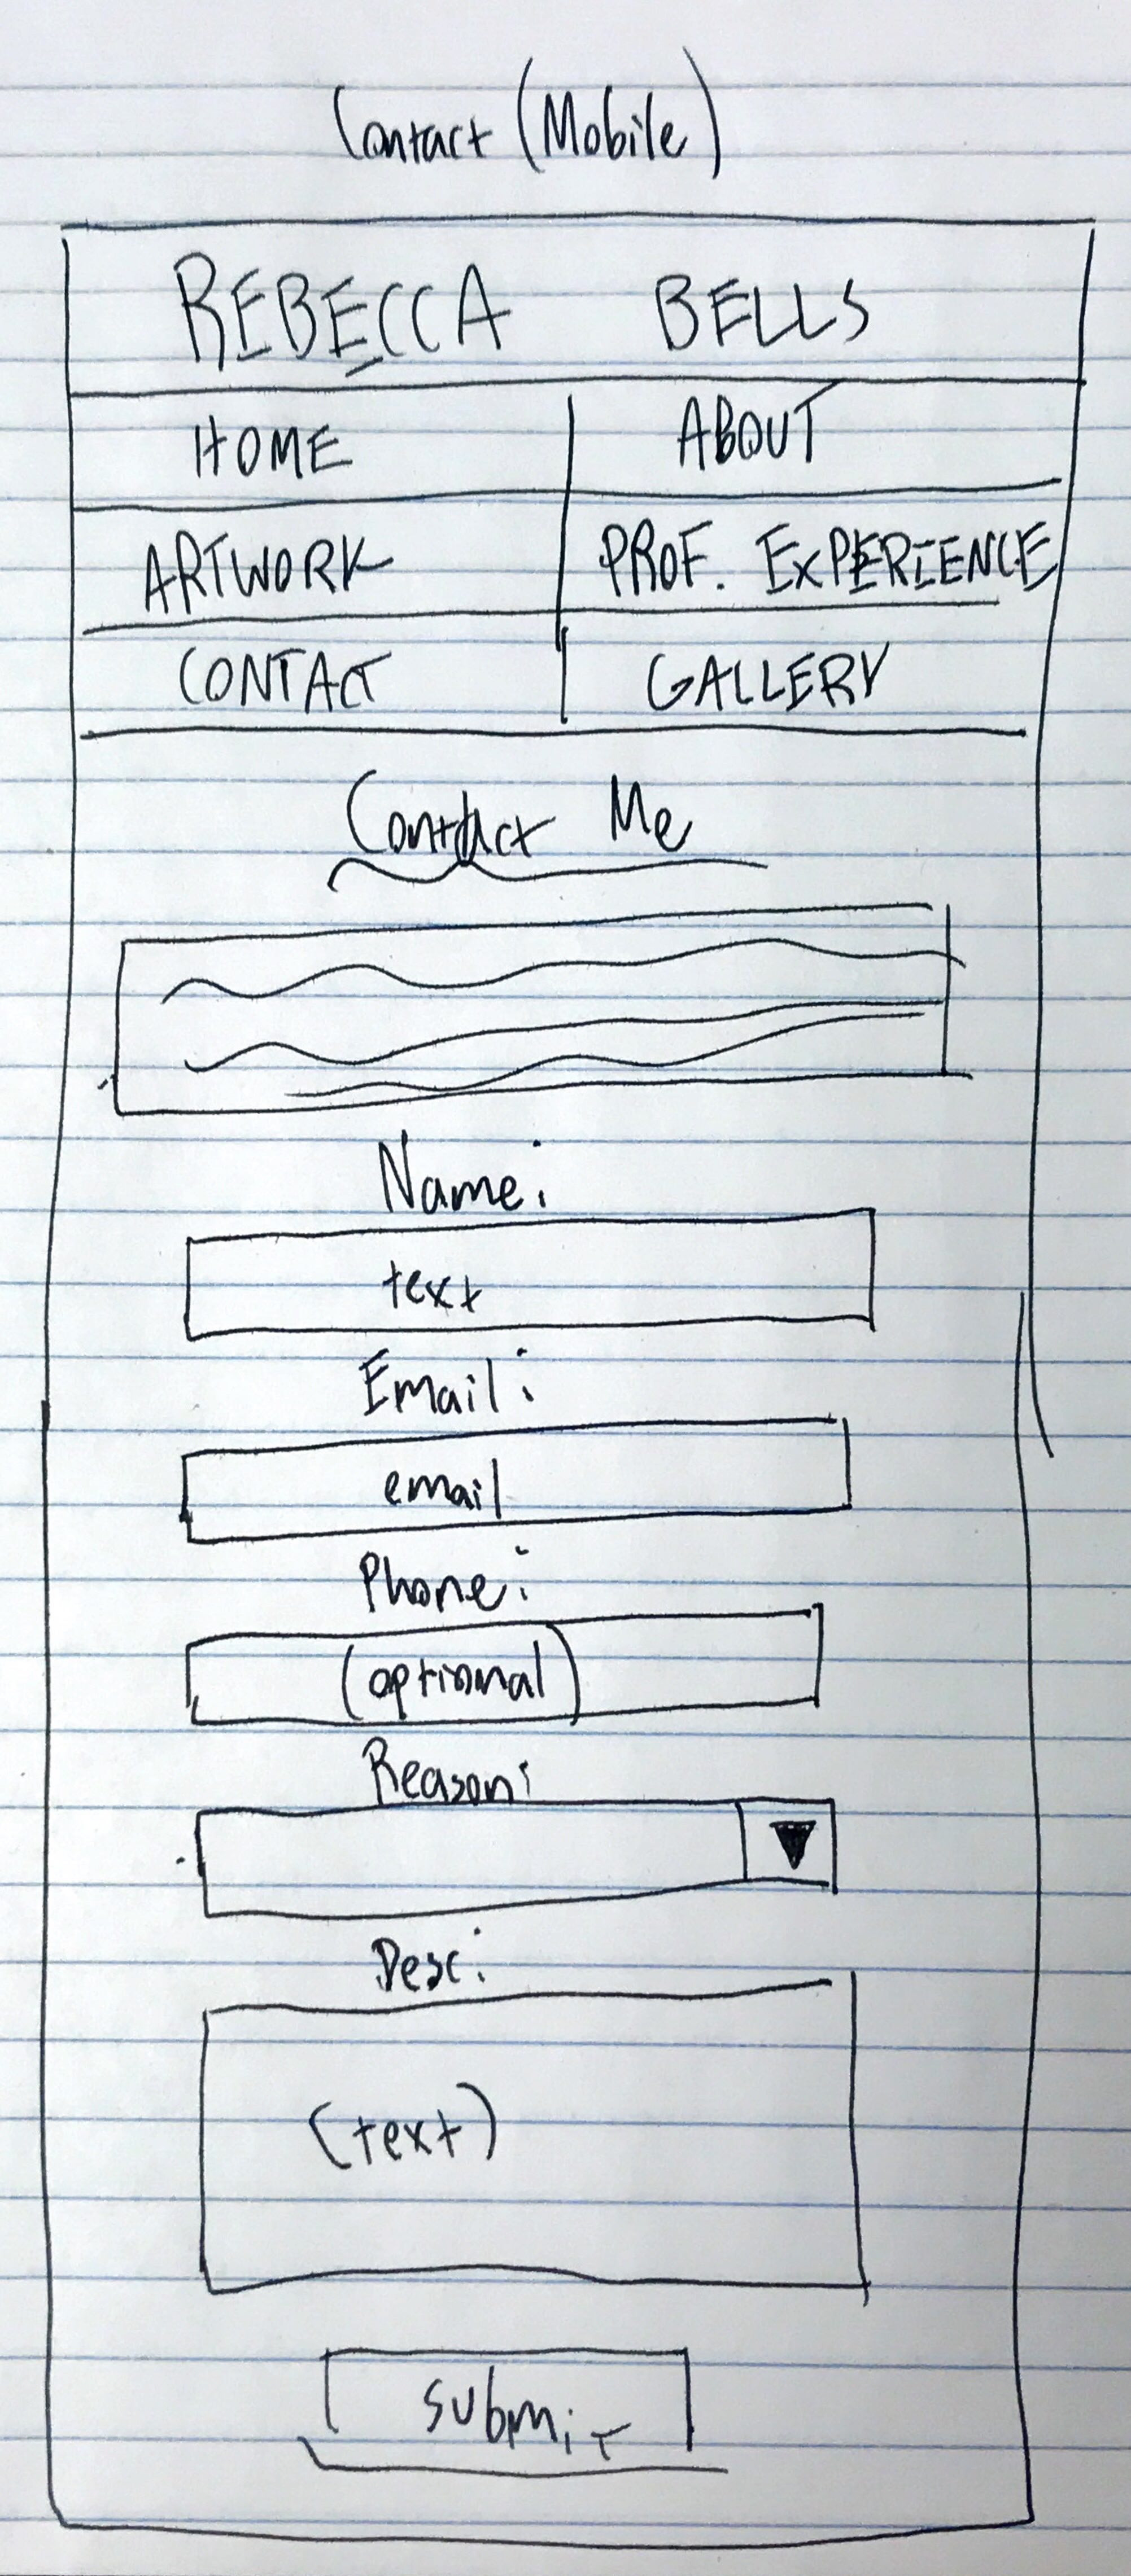 Contact (Mobile)
REBECCA BELLS
HOME ABOUT
ARTWORK PROF. EXPERIENCE
CONTACT GALLERY
Contact Me
Name:
text
Email:
email
Phone:
(optional)
Reason:
Desc:
(text)
submit